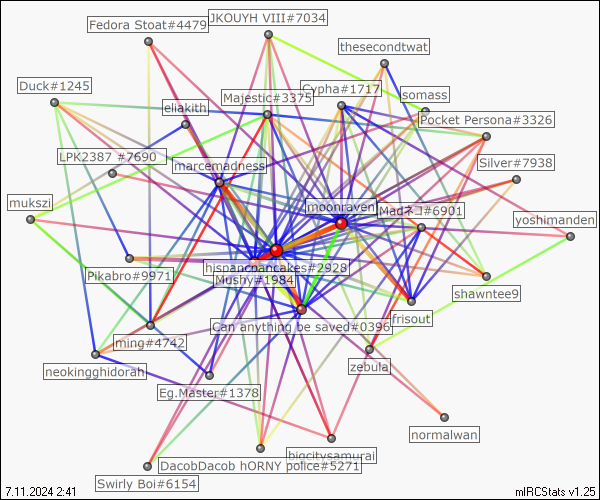 Fedora Stoat#4479
JKOUYH VIII#7034
thesecondtwat
Duck#1245
eliakith
Majestic#3375
Cypha#1717
somass
Pocket Persona#3326
LPK2387 #7690
marcemadness
Silver#7938
mukszi
moonraven
Madネコ#6901
yoshimanden
Pikabro#9971
hispancpancakes#2928
Mushy#1984
shawntee9
Can anything be saved#0396
frisout
ming#4742
neokingghidorah
zebula
Eg.Master#1378
normalwan
bigcitysamurai
DacobDacob hORNY police#5271
Swirly Boi#6154
7.11.2024 2:41
mIRCStats v1.25